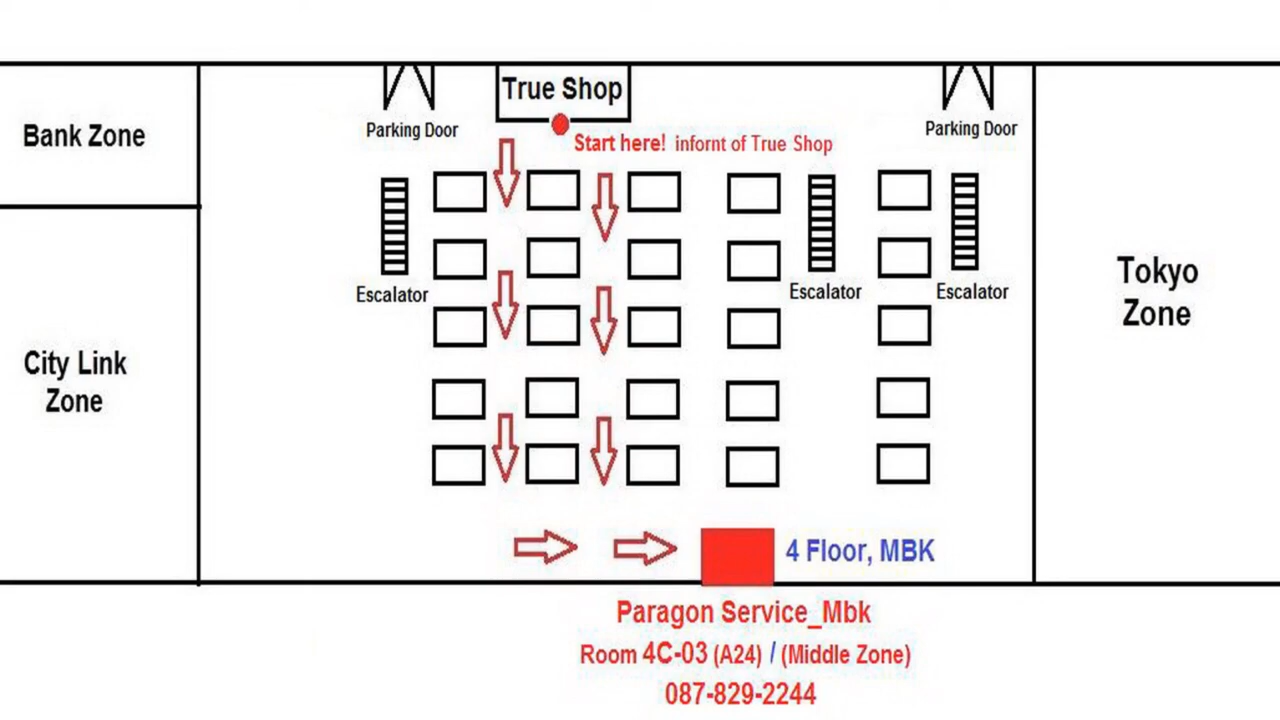 True Shop
Bank Zone
Parking Door
Parking Door
Start here! infornt of True Shop
Escalator
Escalator
Escalator
Tokyo
Zone
City Link
Zone
4 Floor, MBK
Paragon Service_Mbk
Room 4C-03 (A24) / (Middle Zone)
087-829-2244